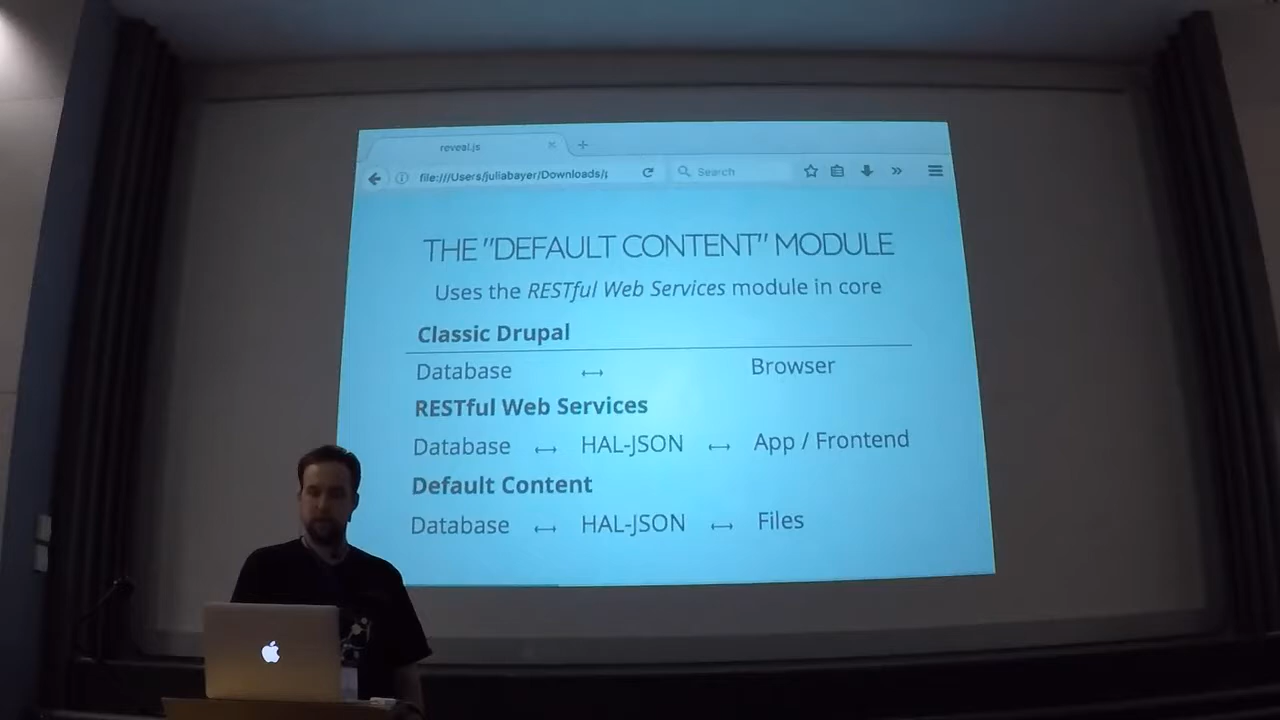 reveal.js
file:///Users/juliabayer/Downloads/
Search
THE "DEFAULT CONTENT" MODULE
Uses the RESTful Web Services module in core
Classic Drupal
Database ↔ Browser
RESTful Web Services
Database ↔ HAL-JSON ↔ App / Frontend
Default Content
Database ↔ HAL-JSON ↔ Files